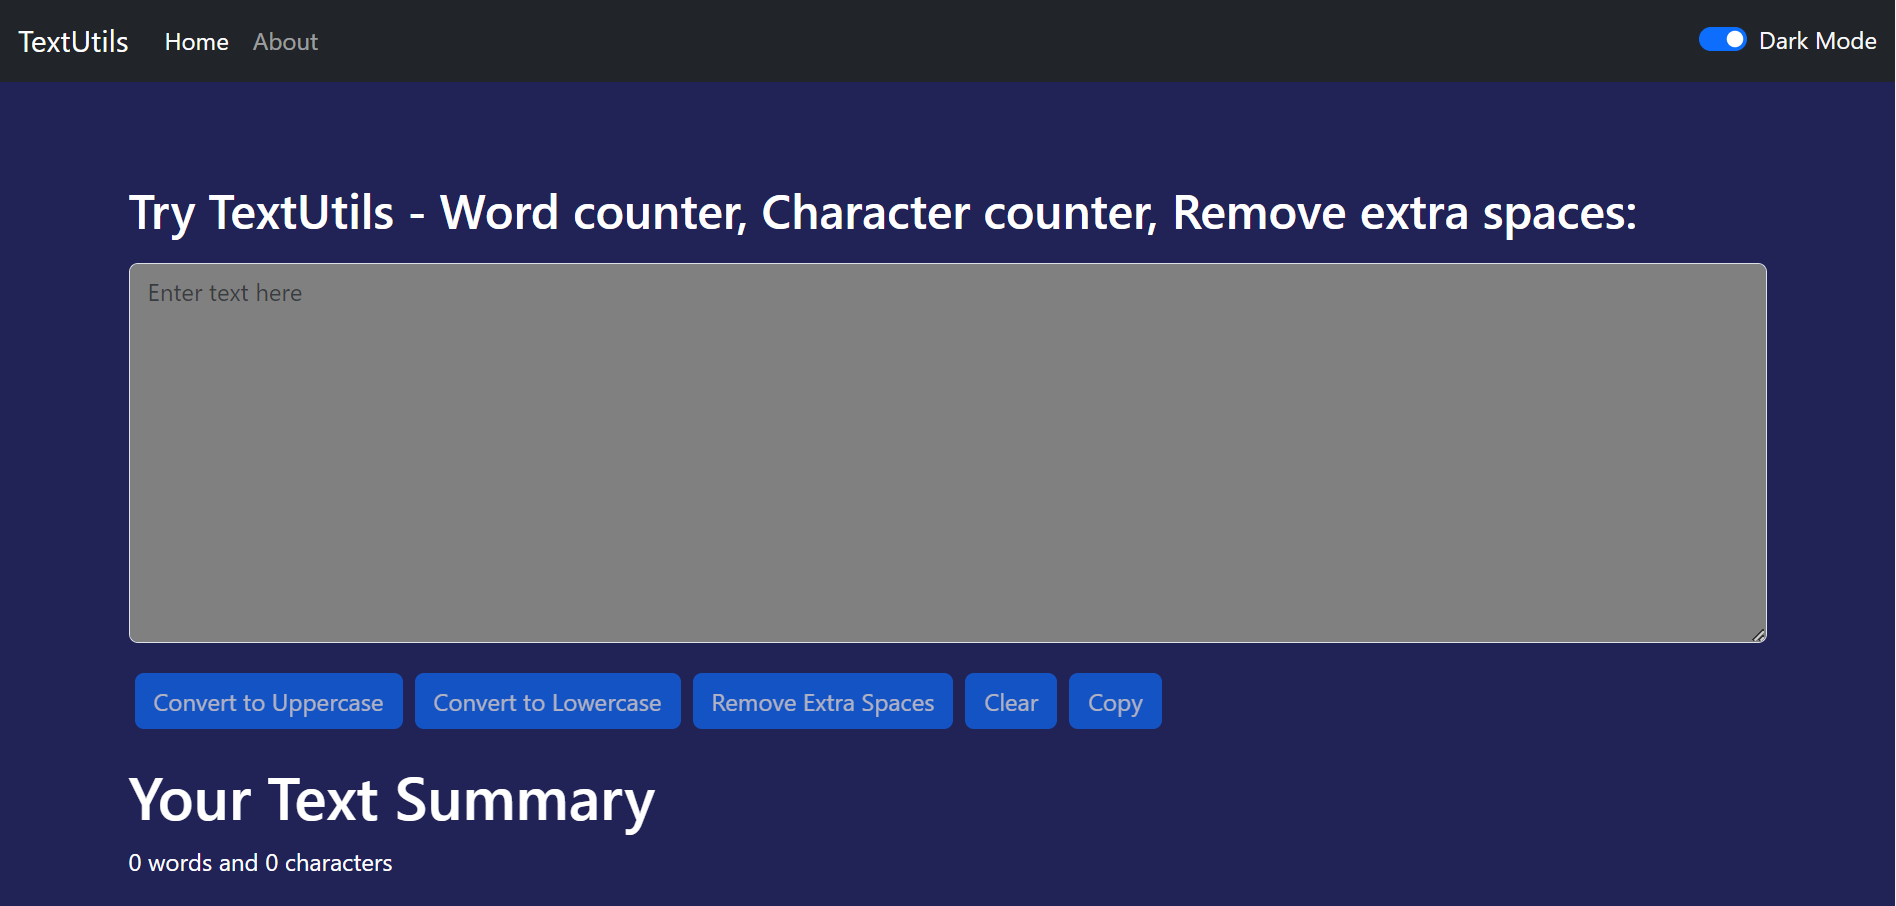 TextUtils Home About Dark Mode
Try TextUtils - Word counter, Character counter, Remove extra spaces:
Enter text here
Convert to Uppercase Convert to Lowercase Remove Extra Spaces Clear Copy
Your Text Summary
0 words and 0 characters